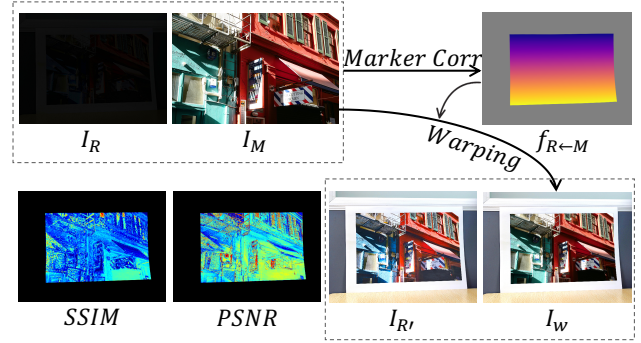 Marker Corr
I_R
I_M
f_{R←M}
Warping
SSIM
PSNR
I_{R′}
I_w